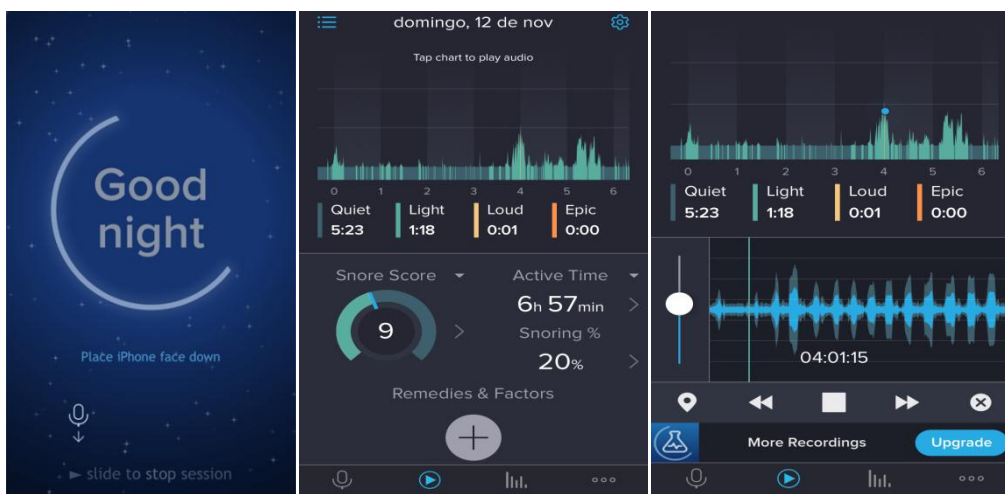 Good
night
Place iPhone face down
► slide to stop session
domingo, 12 de nov
Tap chart to play audio
0 1 2 3 4 5 6
Quiet Light Loud Epic
5:23 1:18 0:01 0:00
Snore Score Active Time
6h 57min
9 Snoring %
20%
Remedies & Factors
0 1 2 3 4 5 6
Quiet Light Loud Epic
5:23 1:18 0:01 0:00
04:01:15
More Recordings Upgrade